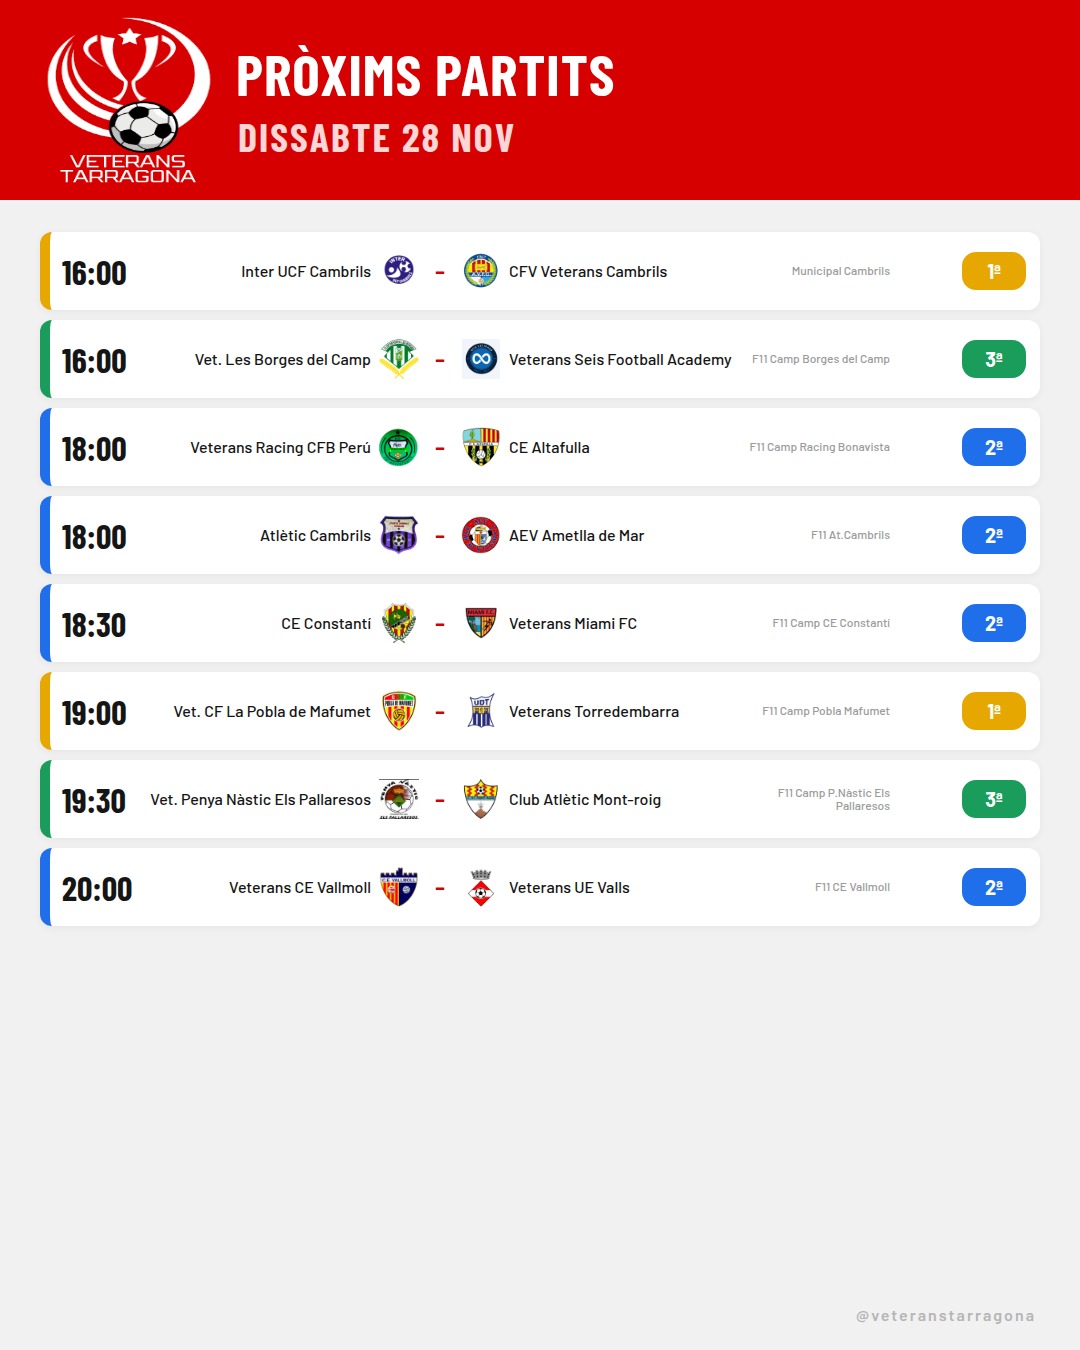 VETERANS
TARRAGONA
PRÒXIMS PARTITS
DISSABTE 28 NOV
16:00 Inter UCF Cambrils - CFV Veterans Cambrils Municipal Cambrils 1ª
16:00 Vet. Les Borges del Camp - Veterans Seis Football Academy F11 Camp Borges del Camp 3ª
18:00 Veterans Racing CFB Perú - CE Altafulla F11 Camp Racing Bonavista 2ª
18:00 Atlètic Cambrils - AEV Ametlla de Mar F11 At.Cambrils 2ª
18:30 CE Constantí - Veterans Miami FC F11 Camp CE Constantí 2ª
19:00 Vet. CF La Pobla de Mafumet - Veterans Torredembarra F11 Camp Pobla Mafumet 1ª
19:30 Vet. Penya Nàstic Els Pallaresos - Club Atlètic Mont-roig F11 Camp P.Nàstic Els
Pallaresos 3ª
20:00 Veterans CE Vallmoll - Veterans UE Valls F11 CE Vallmoll 2ª
@veteranstarragona